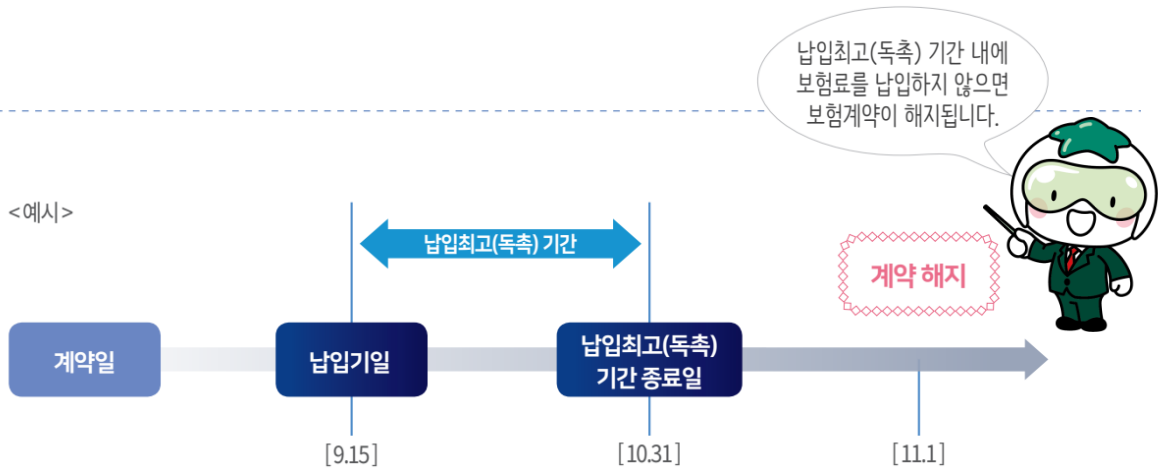 납입최고(독촉) 기간 내에
보험료를 납입하지 않으면
보험계약이 해지됩니다.
<예시>
납입최고(독촉) 기간
계약 해지
계약일
납입기일
납입최고(독촉)
기간 종료일
[9.15]
[10.31]
[11.1]